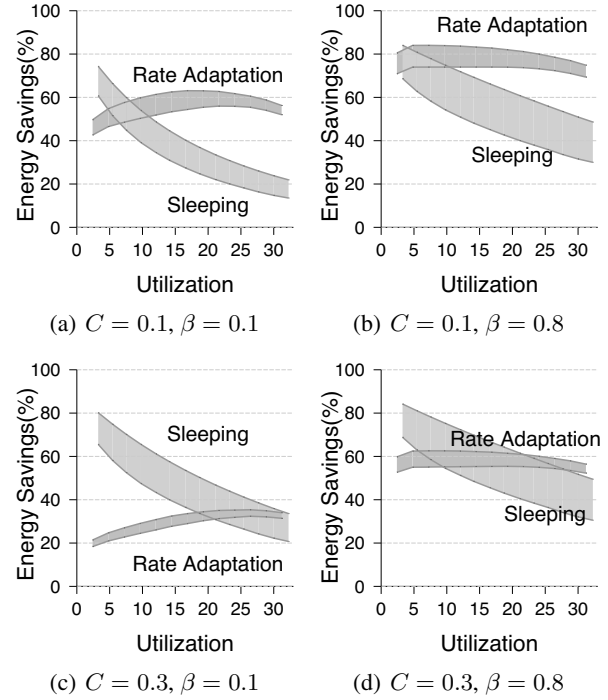 100
80
60
40
20
0
Energy Savings(%)
Rate Adaptation
Sleeping
0 5 10 15 20 25 30
Utilization
(a) C = 0.1, β = 0.1
100
80
60
40
20
0
Energy Savings(%)
Rate Adaptation
Sleeping
0 5 10 15 20 25 30
Utilization
(b) C = 0.1, β = 0.8
100
80
60
40
20
0
Energy Savings(%)
Sleeping
Rate Adaptation
0 5 10 15 20 25 30
Utilization
(c) C = 0.3, β = 0.1
100
80
60
40
20
0
Energy Savings(%)
Rate Adaptation
Sleeping
0 5 10 15 20 25 30
Utilization
(d) C = 0.3, β = 0.8